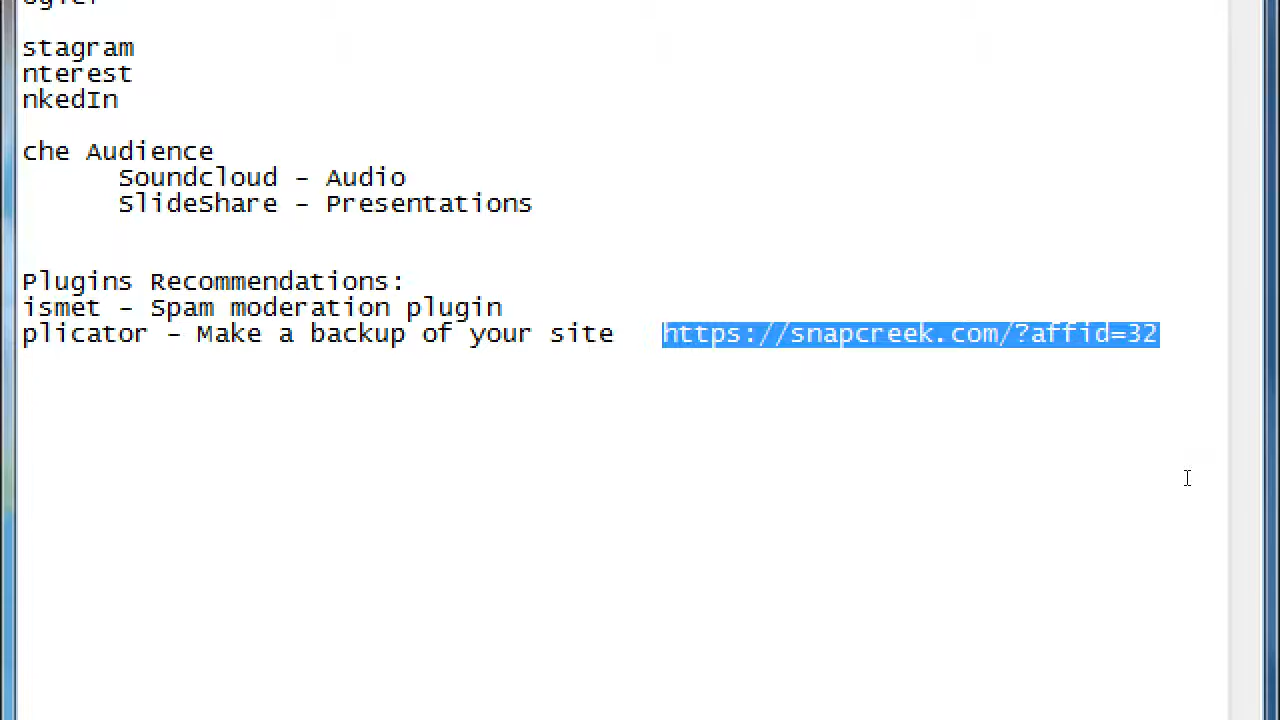 stagram
nterest
nkedIn
che Audience
Soundcloud - Audio
SlideShare - Presentations
Plugins Recommendations:
ismet - Spam moderation plugin
plicator - Make a backup of your site https://snapcreek.com/?affid=32